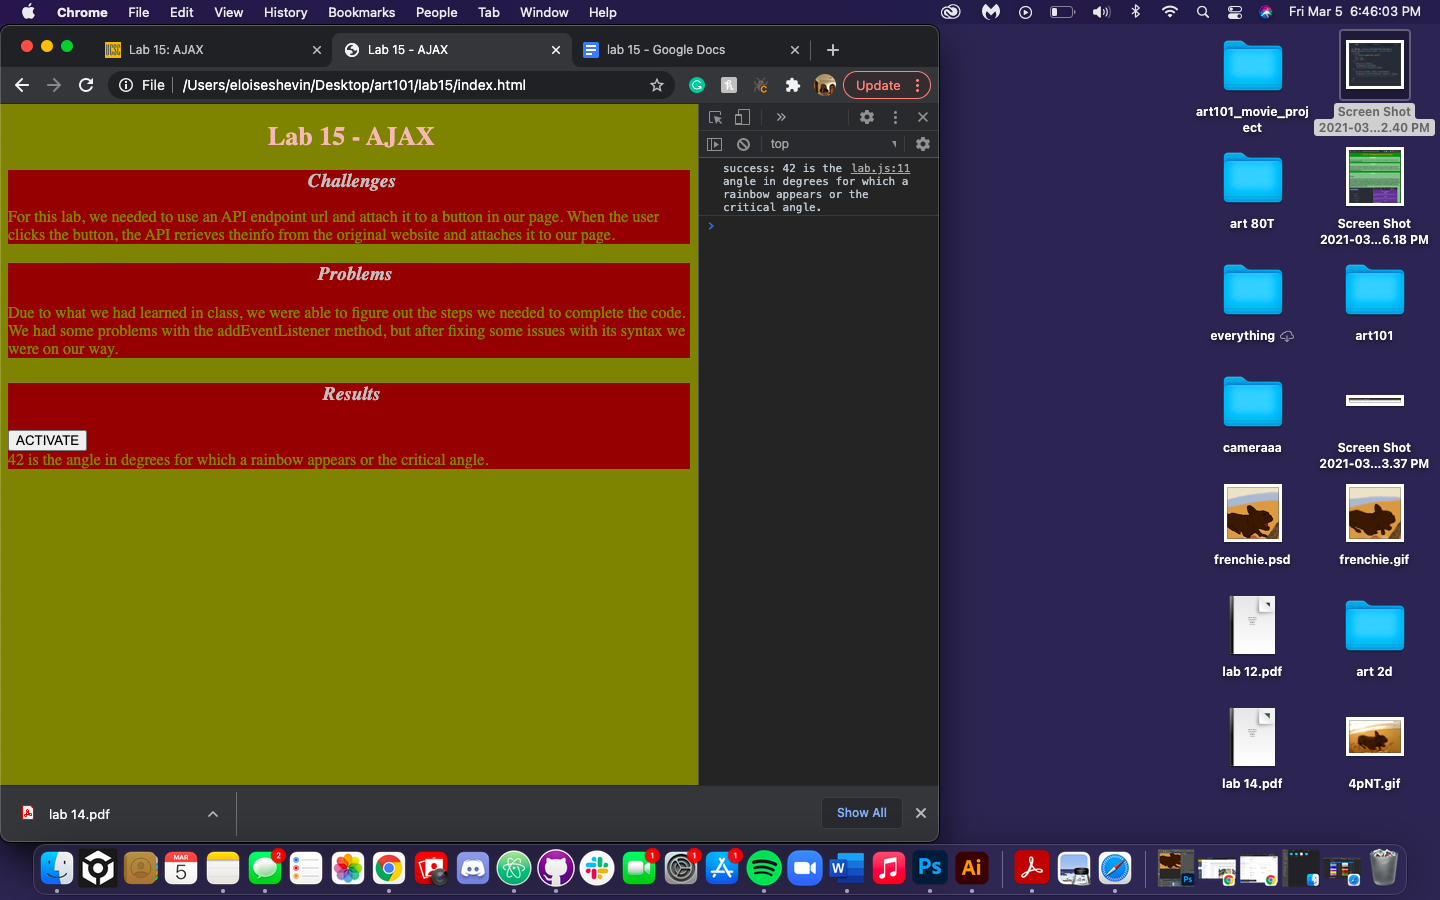 Chrome File Edit View History Bookmarks People Tab Window Help Fri Mar 5 6:46:03 PM
Lab 15: AJAX Lab 15 - AJAX lab 15 - Google Docs
File /Users/eloiseshevin/Desktop/art101/lab15/index.html Update
Lab 15 - AJAX
Challenges
For this lab, we needed to use an API endpoint url and attach it to a button in our page. When the user
clicks the button, the API rerieves theinfo from the original website and attaches it to our page.
Problems
Due to what we had learned in class, we were able to figure out the steps we needed to complete the code.
We had some problems with the addEventListener method, but after fixing some issues with its syntax we
were on our way.
Results
ACTIVATE
42 is the angle in degrees for which a rainbow appears or the critical angle.
top
success: 42 is the lab.js:11
angle in degrees for which a
rainbow appears or the
critical angle.
lab 14.pdf Show All
art101_movie_proj
ect
Screen Shot
2021-03...2.40 PM
art 80T
Screen Shot
2021-03...6.18 PM
everything
art101
cameraaa
Screen Shot
2021-03...3.37 PM
frenchie.psd
frenchie.gif
lab 12.pdf
art 2d
lab 14.pdf
4pNT.gif
MAR
5
2
1
1
1
W
Ps
Ai
Ps